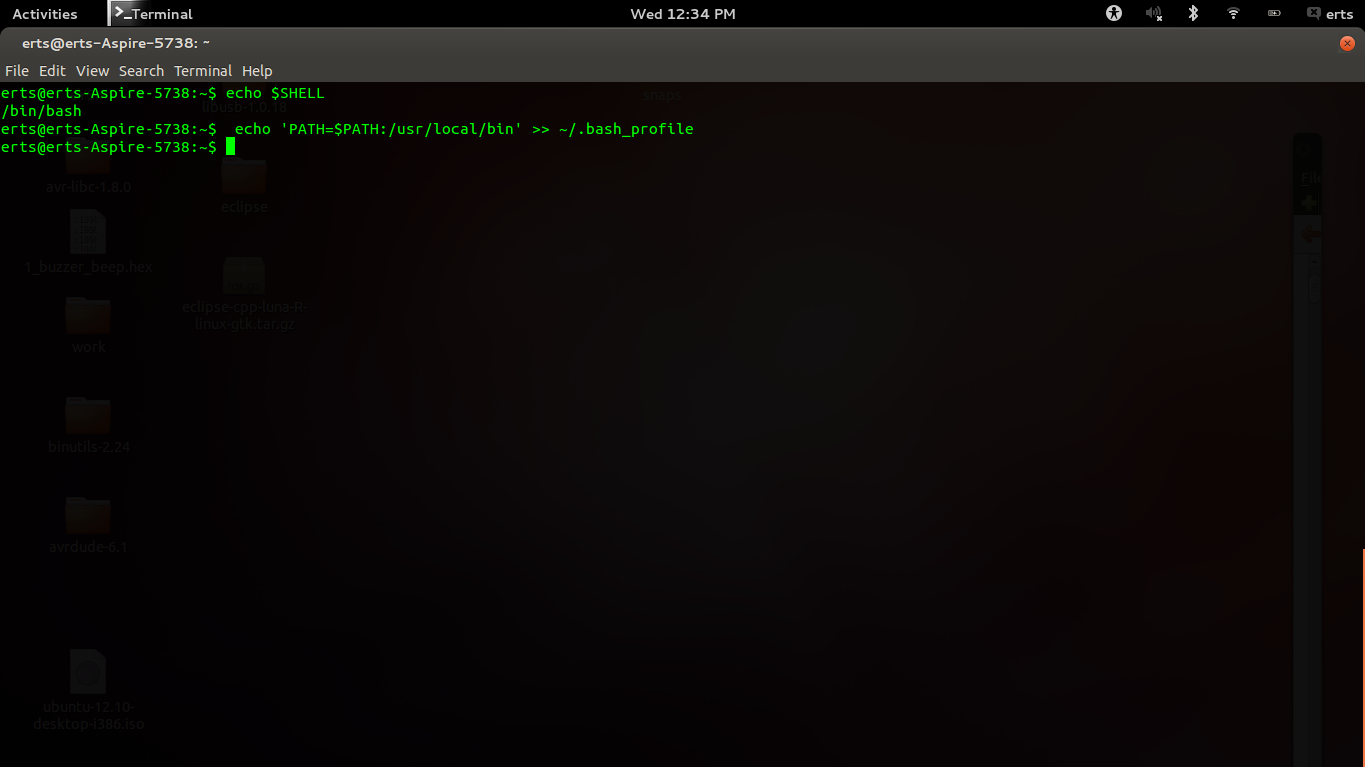 Activities
Terminal
Wed 12:34 PM
erts
erts@erts-Aspire-5738: ~
File Edit View Search Terminal Help
erts@erts-Aspire-5738:~$ echo $SHELL
/bin/bash
erts@erts-Aspire-5738:~$  echo 'PATH=$PATH:/usr/local/bin' >> ~/.bash_profile
erts@erts-Aspire-5738:~$
snaps
libusb-1.0.18
avr-libc-1.8.0
eclipse
1_buzzer_beep.hex
eclipse-cpp-luna-R-
linux-gtk.tar.gz
work
binutils-2.24
avrdude-6.1
ubuntu-12.10-
desktop-i386.iso
File